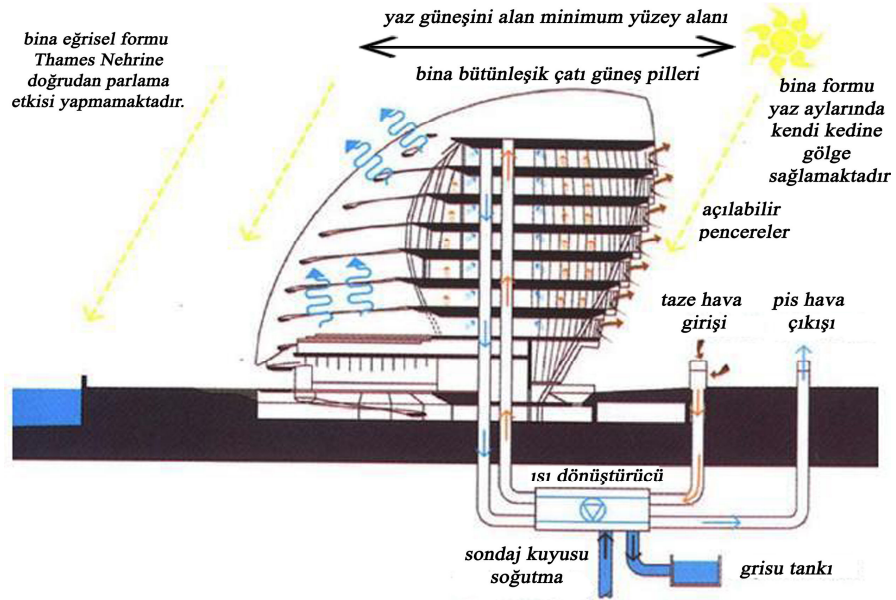 yaz güneşini alan minimum yüzey alanı
bina eğrisel formu
Thames Nehrine
doğrudan parlama
etkisi yapmamaktadır.
bina bütünleşik çatı güneş pilleri
bina formu
yaz aylarında
kendi kedine
gölge
sağlamaktadır
açılabilir
pencereler
taze hava
girişi
pis hava
çıkışı
ısı dönüştürücü
sondaj kuyusu
soğutma
grisu tankı